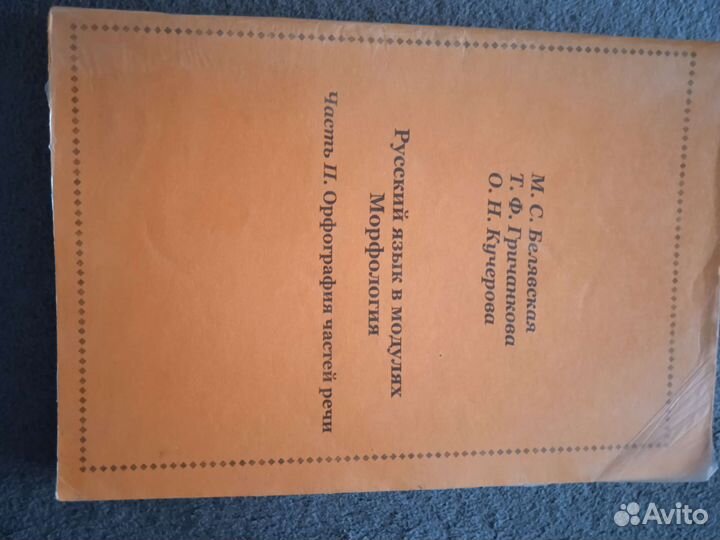 М. С. Белявская
Т. Ф. Гричанкова
О. Н. Кучерова
Русский язык в модулях
Морфология
Часть II. Орфография частей речи
Avito